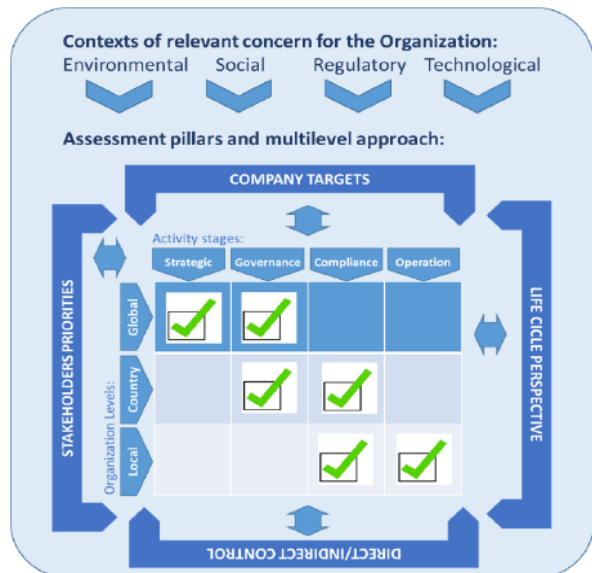 Contexts of relevant concern for the Organization:
Environmental Social Regulatory Technological
Assessment pillars and multilevel approach:
COMPANY TARGETS
Activity stages:
Strategic Governance Compliance Operation
STAKEHOLDERS PRIORITIES
Organization Levels:
Global
Country
Local
LIFE CICLE PERSPECTIVE
DIRECT/INDIRECT CONTROL